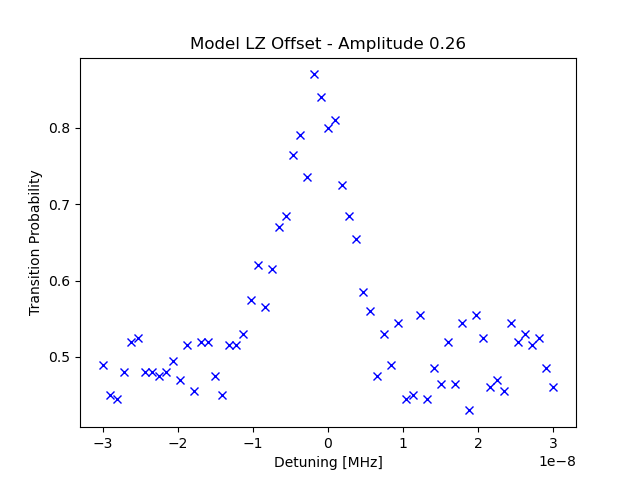 Model LZ Offset - Amplitude 0.26
Transition Probability
0.8
0.7
0.6
0.5
−3
−2
−1
0
1
2
3
1e−8
Detuning [MHz]